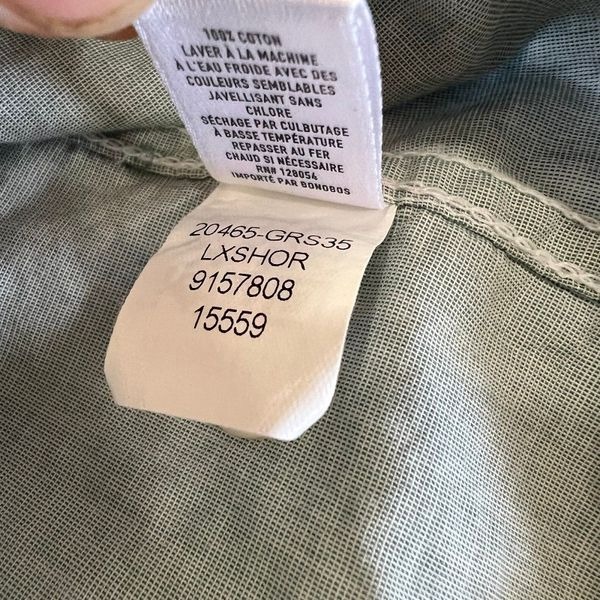 100% COTON
LAVER À LA MACHINE
À L'EAU FROIDE AVEC DES
COULEURS SEMBLABLES
JAVELLISANT SANS
CHLORE
SÉCHAGE PAR CULBUTAGE
À BASSE TEMPÉRATURE
REPASSER AU FER
CHAUD SI NÉCESSAIRE
RN# 128054
IMPORTÉ PAR BONOBOS
20465-GRS35
LXSHOR
9157808
15559